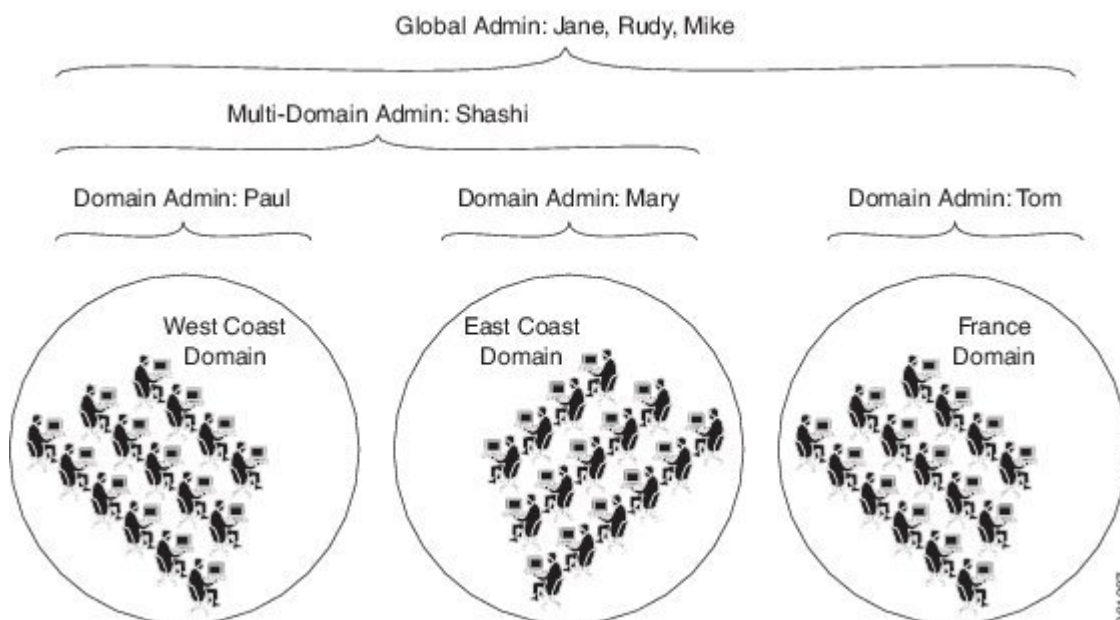 Global Admin: Jane, Rudy, Mike
Multi-Domain Admin: Shashi
Domain Admin: Paul
Domain Admin: Mary
Domain Admin: Tom
West Coast
Domain
East Coast
Domain
France
Domain